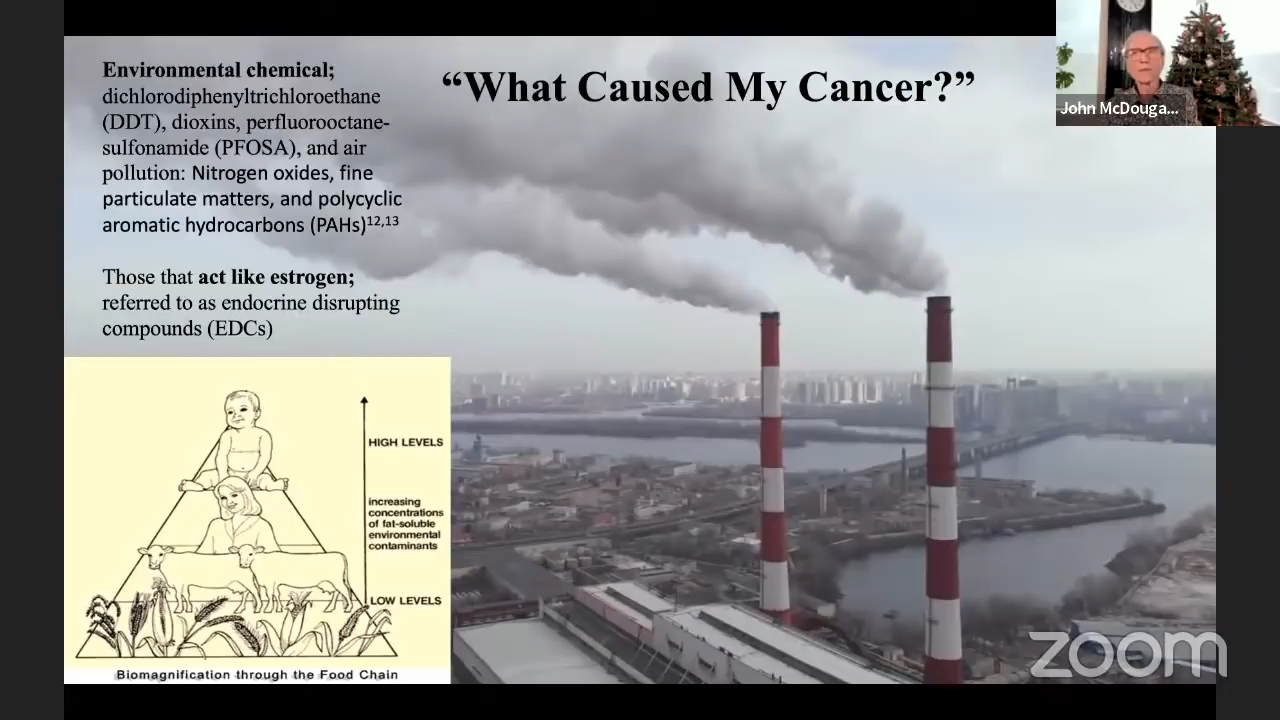 “What Caused My Cancer?”
Environmental chemical;
dichlorodiphenyltrichloroethane
(DDT), dioxins, perfluorooctane-
sulfonamide (PFOSA), and air
pollution: Nitrogen oxides, fine
particulate matters, and polycyclic
aromatic hydrocarbons (PAHs)12,13
Those that act like estrogen;
referred to as endocrine disrupting
compounds (EDCs)
HIGH LEVELS
increasing
concentrations
of fat-soluble
environmental
contaminants
LOW LEVELS
Biomagnification through the Food Chain
John McDouga...
zoom